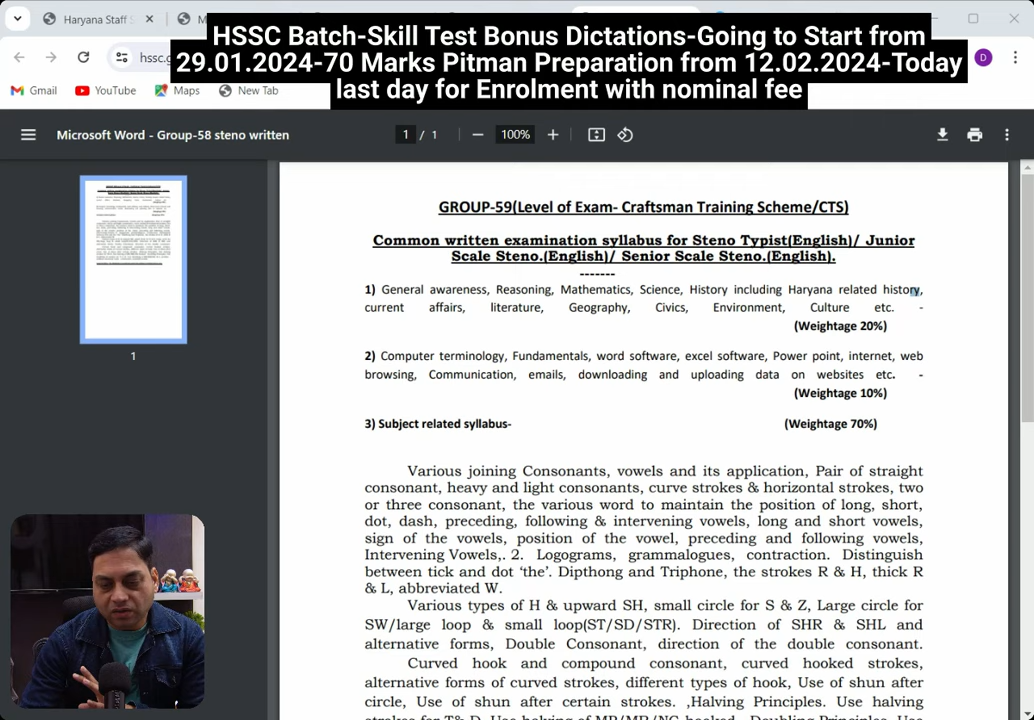 HSSC Batch-Skill Test Bonus Dictations-Going to Start from
29.01.2024-70 Marks Pitman Preparation from 12.02.2024-Today
last day for Enrolment with nominal fee
Haryana Staff
hssc.g
D
Gmail
YouTube
Maps
New Tab
Microsoft Word - Group-58 steno written
1 / 1
100%
1
GROUP-59(Level of Exam- Craftsman Training Scheme/CTS)
Common written examination syllabus for Steno Typist(English)/ Junior
Scale Steno.(English)/ Senior Scale Steno.(English).
-------
1) General awareness, Reasoning, Mathematics, Science, History including Haryana related history,
current affairs, literature, Geography, Civics, Environment, Culture etc. -
(Weightage 20%)
2) Computer terminology, Fundamentals, word software, excel software, Power point, internet, web
browsing, Communication, emails, downloading and uploading data on websites etc. -
(Weightage 10%)
3) Subject related syllabus- (Weightage 70%)
Various joining Consonants, vowels and its application, Pair of straight
consonant, heavy and light consonants, curve strokes & horizontal strokes, two
or three consonant, the various word to maintain the position of long, short,
dot, dash, preceding, following & intervening vowels, long and short vowels,
sign of the vowels, position of the vowel, preceding and following vowels,
Intervening Vowels,. 2. Logograms, grammalogues, contraction. Distinguish
between tick and dot ‘the’. Dipthong and Triphone, the strokes R & H, thick R
& L, abbreviated W.
Various types of H & upward SH, small circle for S & Z, Large circle for
SW/large loop & small loop(ST/SD/STR). Direction of SHR & SHL and
alternative forms, Double Consonant, direction of the double consonant.
Curved hook and compound consonant, curved hooked strokes,
alternative forms of curved strokes, different types of hook, Use of shun after
circle, Use of shun after certain strokes. ,Halving Principles. Use halving